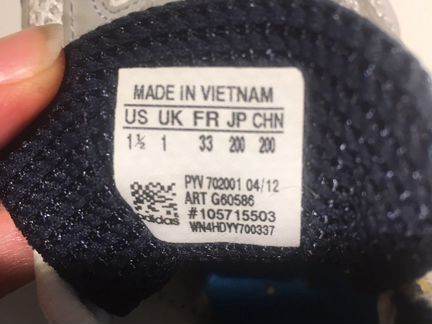 MADE IN VIETNAM
US UK FR JP CHN
1½ 1 33 200 200
PYV 702001 04/12
ART G60586
#105715503
adidas WN4HDYY700337